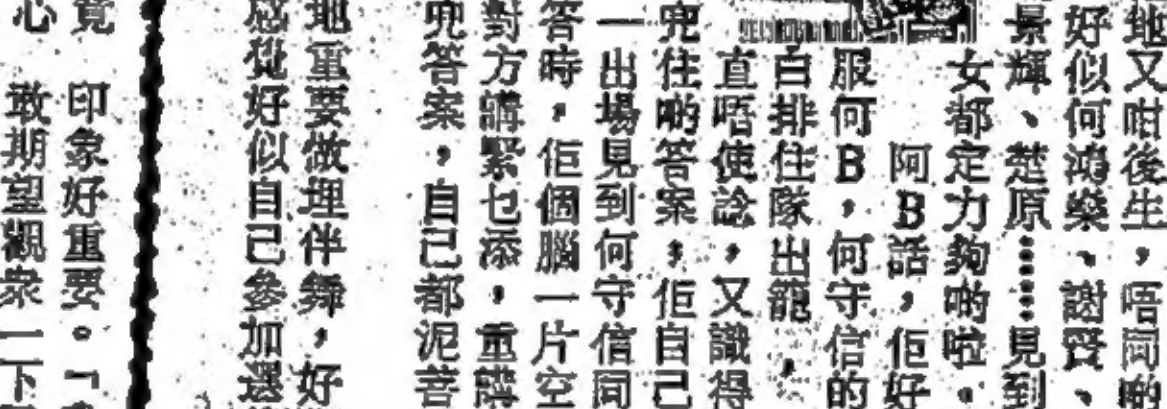 地又咁後生,唔同啲
好似何鴻燊、謝賢、
景輝、楚原……見到
女都定力夠啲啦。
阿B話,佢好
服何B,何守信的
白排住隊出籠,
直唔使諗,又識得
兜住啲答案,佢自己
一出場見到何守信同
答時,佢個腦一片空
對方講緊乜添,重講
兜答案,自己都泥菩
地重要做埋伴舞,好
感覺好似自己參加選
竟
印象好重要。「
心
敢期望觀衆一下